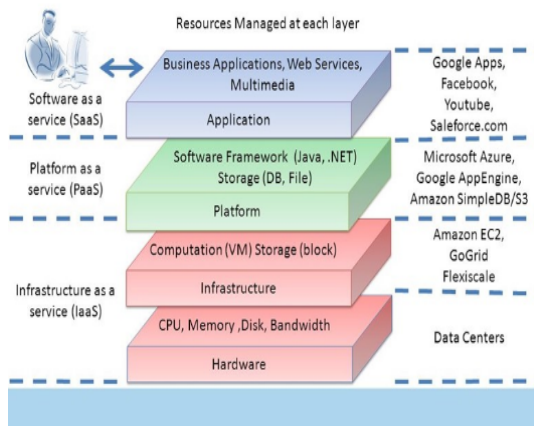 Resources Managed at each layer
Business Applications, Web Services,
Multimedia
Application
Software as a
service (SaaS)
Google Apps,
Facebook,
Youtube,
Saleforce.com
Software Framework (Java, .NET)
Storage (DB, File)
Platform
Platform as a
service (PaaS)
Microsoft Azure,
Google AppEngine,
Amazon SimpleDB/S3
Computation (VM) Storage (block)
Infrastructure
Amazon EC2,
GoGrid
Flexiscale
Infrastructure as a
service (IaaS)
CPU, Memory ,Disk, Bandwidth
Hardware
Data Centers